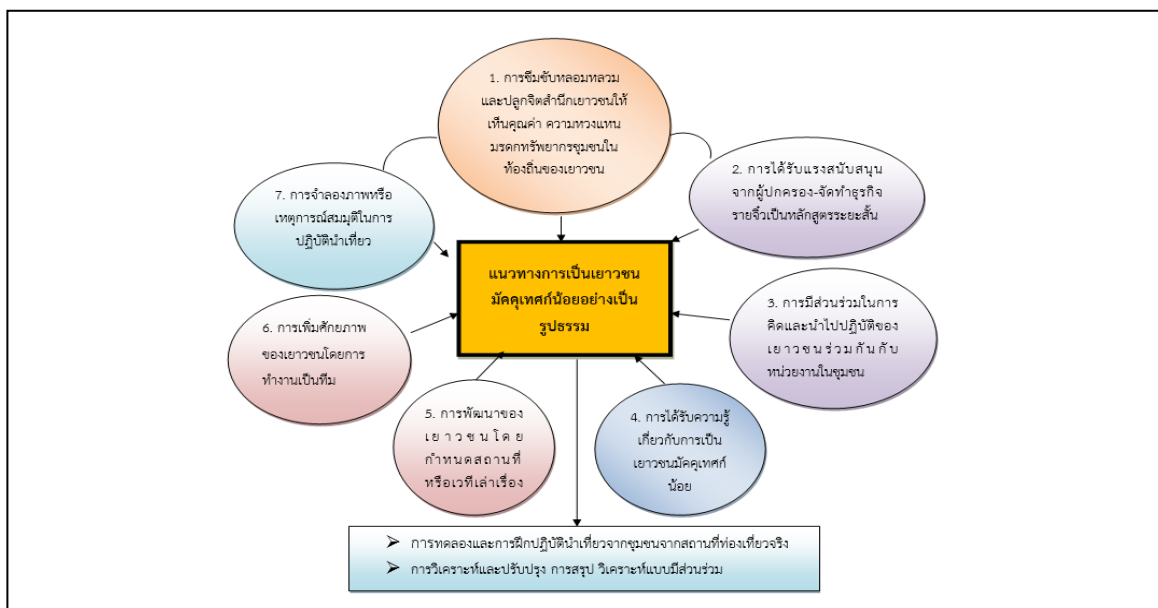 1. การซึมซับหลอมหลวม
และปลูกจิตสำนึกเยาวชนให้
เห็นคุณค่า ความหวงแหน
มรดกทรัพยากรชุมชนใน
ท้องถิ่นของเยาวชน
2. การได้รับแรงสนับสนุน
จากผู้ปกครอง-จัดทำธุรกิจ
รายจิ๋วเป็นหลักสูตรระยะสั้น
3. การมีส่วนร่วมในการ
คิดและนำไปปฏิบัติของ
เยาวชนร่วมกันกับ
หน่วยงานในชุมชน
4. การได้รับความรู้
เกี่ยวกับการเป็น
เยาวชนมัคคุเทศก์
น้อย
5. การพัฒนาของ
เยาวชนโดย
กำหนดสถานที่
หรือเวทีเล่าเรื่อง
6. การเพิ่มศักยภาพ
ของเยาวชนโดยการ
ทำงานเป็นทีม
7. การจำลองภาพหรือ
เหตุการณ์สมมุติในการ
ปฏิบัตินำเที่ยว
แนวทางการเป็นเยาวชน
มัคคุเทศก์น้อยอย่างเป็น
รูปธรรม
➢ การทดลองและการฝึกปฏิบัตินำเที่ยวจากชุมชนจากสถานที่ท่องเที่ยวจริง
➢ การวิเคราะห์และปรับปรุง การสรุป วิเคราะห์แบบมีส่วนร่วม